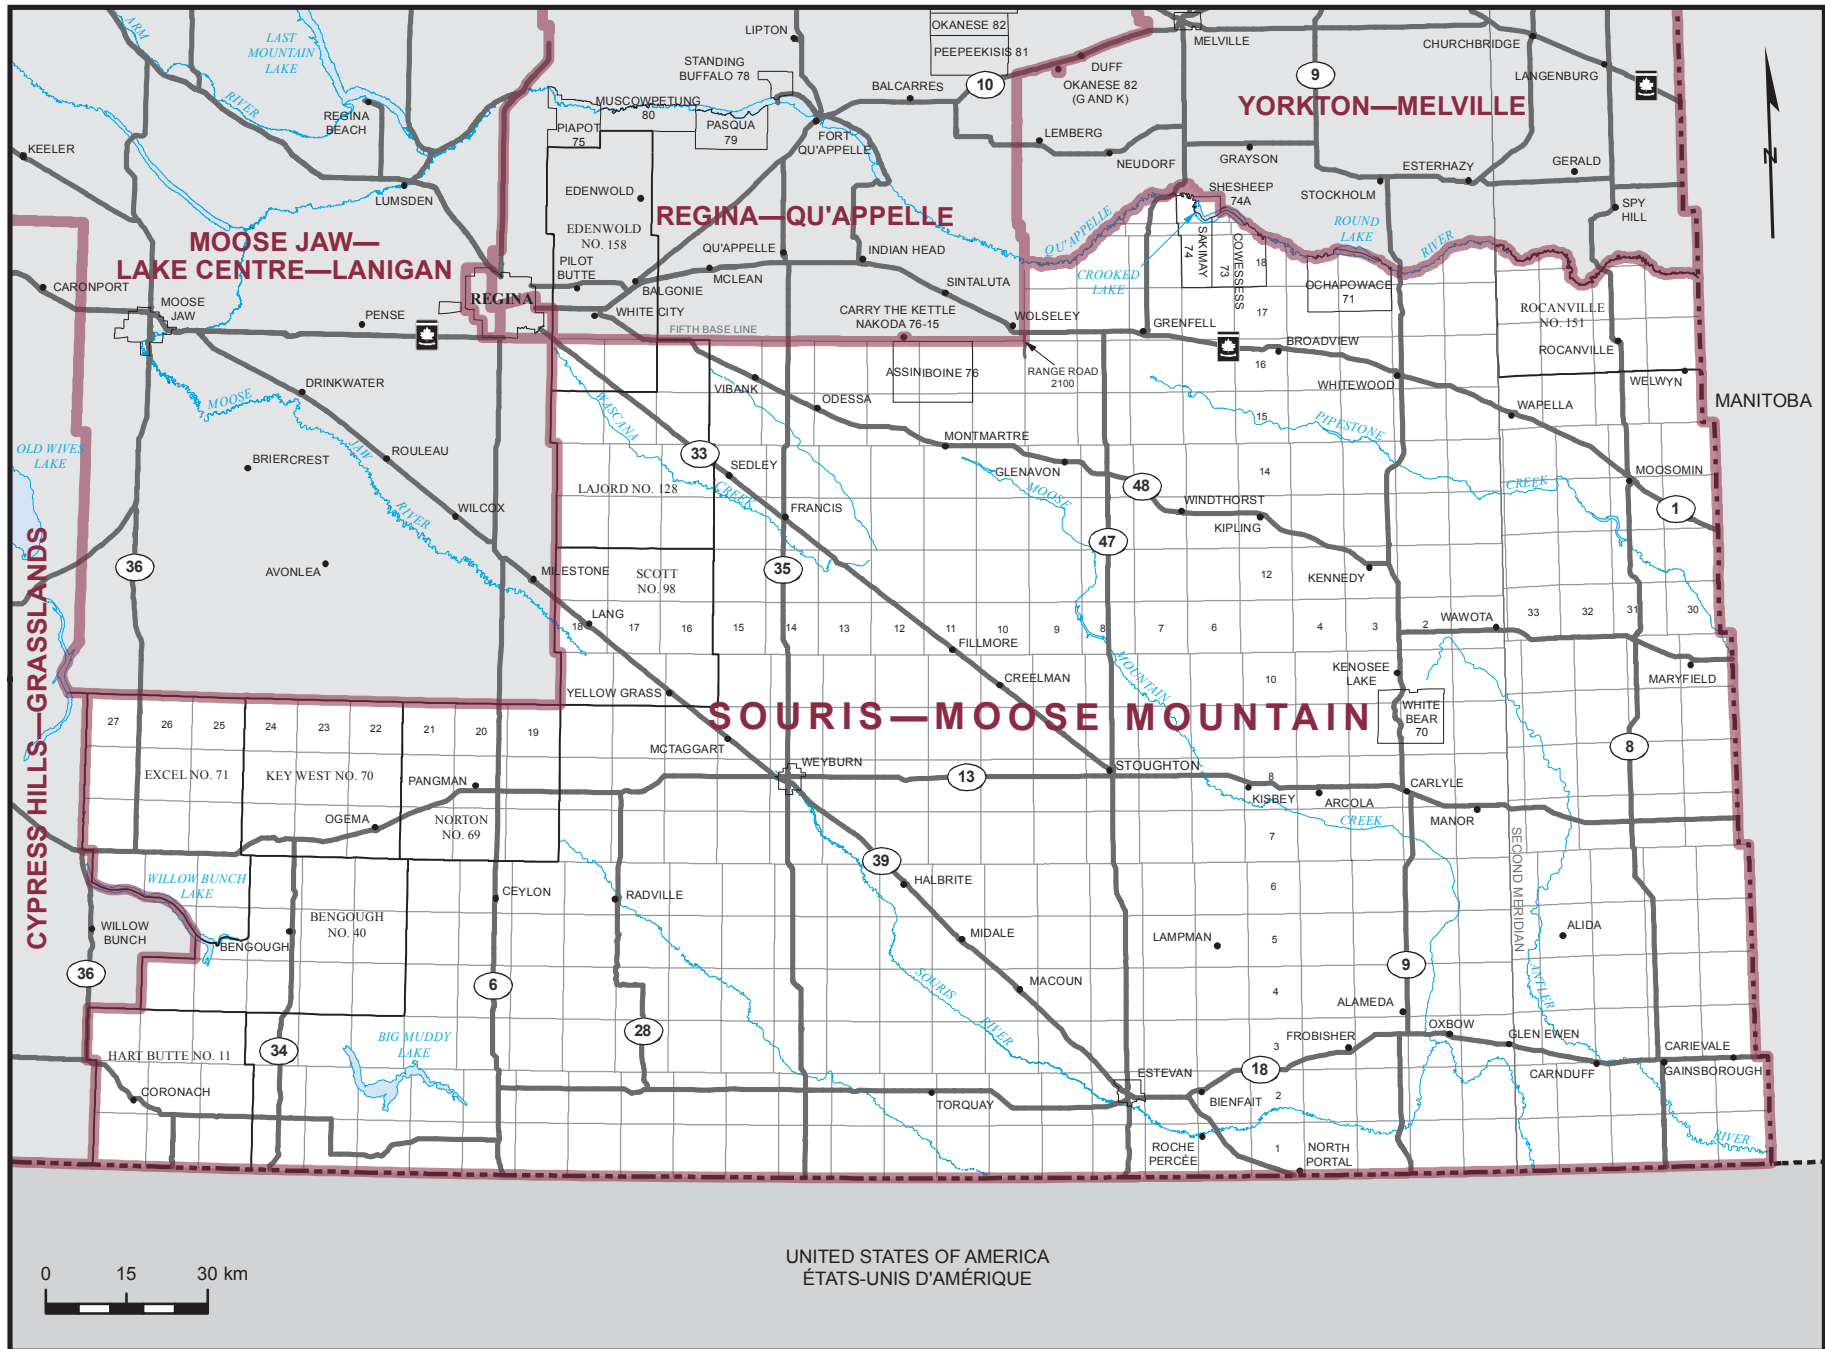 OKANESE 82
LIPTON
PEEPEEKISIS 81
MELVILLE
CHURCHBRIDGE
ARM
LAST
MOUNTAIN
LAKE
STANDING
BUFFALO 78
DUFF
OKANESE 82
(G AND K)
9
LANGENBURG
BALCARRES
10
YORKTON—MELVILLE
RIVER
REGINA
BEACH
MUSCOWPETUNG
80
PIAPOT
75
PASQUA
79
FORT
QU'APPELLE
LEMBERG
NEUDORF
GRAYSON
ESTERHAZY
GERALD
STOCKHOLM
N
KEELER
LUMSDEN
EDENWOLD
SHESHEEP
74A
SPY
HILL
REGINA—QU'APPELLE
QU'APPELLE
ROUND
LAKE
RIVER
MOOSE JAW—
LAKE CENTRE—LANIGAN
EDENWOLD
NO. 158
QU'APPELLE
INDIAN HEAD
SAKIMAY
74
COWESSESS
73
18
PILOT
BUTTE
MCLEAN
SINTALUTA
CROOKED
LAKE
OCHAPOWACE
71
CARONPORT
MOOSE
JAW
REGINA
BALGONIE
WHITE CITY
CARRY THE KETTLE
NAKODA 76-15
WOLSELEY
17
ROCANVILLE
NO. 151
PENSE
FIFTH BASE LINE
GRENFELL
BROADVIEW
ROCANVILLE
RANGE ROAD
2100
16
WHITEWOOD
WELWYN
DRINKWATER
VIBANK
ASSINIBOINE 76
MANITOBA
MOOSE
JAW
RIVER
WASCANA
CREEK
ODESSA
15
PIPESTONE
CREEK
WAPELLA
OLD WIVES
LAKE
BRIERCREST
ROULEAU
33
SEDLEY
MONTMARTRE
GLENAVON
14
MOOSOMIN
LAJORD NO. 128
MOOSE
MOUNTAIN
CREEK
48
WINDTHORST
KIPLING
1
WILCOX
FRANCIS
47
36
AVONLEA
MILESTONE
SCOTT
NO. 98
35
12
KENNEDY
LANG
18
17
16
15
14
13
12
11
10
9
8
7
6
4
3
2
WAWOTA
33
32
31
30
FILLMORE
CYPRESS HILLS—GRASSLANDS
YELLOW GRASS
CREELMAN
10
KENOSEE
LAKE
MARYFIELD
SOURIS—MOOSE MOUNTAIN
WHITE
BEAR
70
27
26
25
24
23
22
21
20
19
MCTAGGART
8
EXCEL NO. 71
KEY WEST NO. 70
PANGMAN
WEYBURN
13
STOUGHTON
8
KISBEY
ARCOLA
CARLYLE
OGEMA
NORTON
NO. 69
MANOR
7
39
SECOND MERIDIAN
WILLOW BUNCH
LAKE
CEYLON
RADVILLE
HALBRITE
6
WILLOW
BUNCH
BENGOUGH
BENGOUGH
NO. 40
MIDALE
LAMPMAN
5
ALIDA
36
6
SOURIS
RIVER
MACOUN
9
4
ANTLER
RIVER
ALAMEDA
28
BIG MUDDY
LAKE
FROBISHER
OXBOW
GLEN EWEN
HART BUTTE NO. 11
34
3
CARIEVALE
CORONACH
ESTEVAN
18
CARNDUFF
GAINSBOROUGH
TORQUAY
BIENFAIT
2
ROCHE
PERCÉE
1
NORTH
PORTAL
UNITED STATES OF AMERICA
ÉTATS-UNIS D'AMÉRIQUE
0 15 30 km